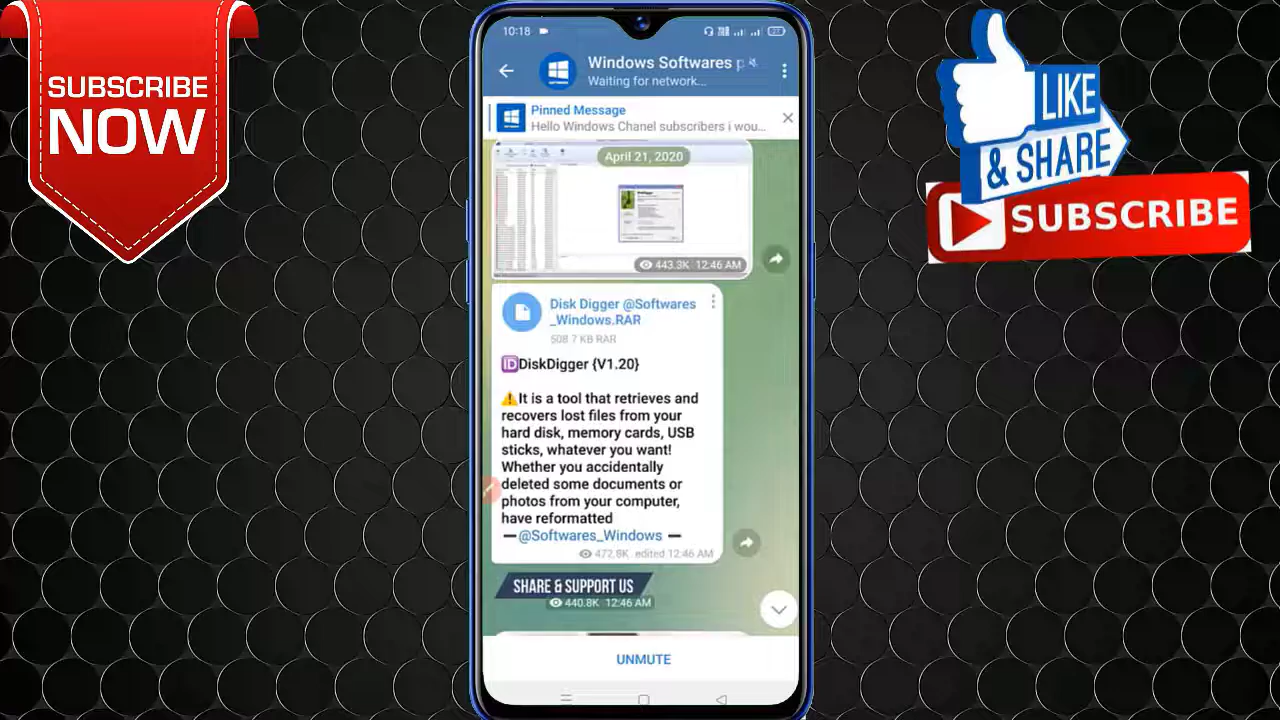 SUBSCRIBE
NOW
10:18
Windows Softwares p
Waiting for network...
Pinned Message
Hello Windows Chanel subscribers i wou...
April 21, 2020
443.3K 12:46 AM
Disk Digger @Softwares
_Windows.RAR
508.7 KB RAR
🆔DiskDigger {V1.20}
⚠️It is a tool that retrieves and
recovers lost files from your
hard disk, memory cards, USB
sticks, whatever you want!
Whether you accidentally
deleted some documents or
photos from your computer,
have reformatted
➖@Softwares_Windows ➖
472.8K edited 12:46 AM
SHARE & SUPPORT US
440.8K 12:46 AM
UNMUTE
LIKE
& SHARE
SUBSCRIBE